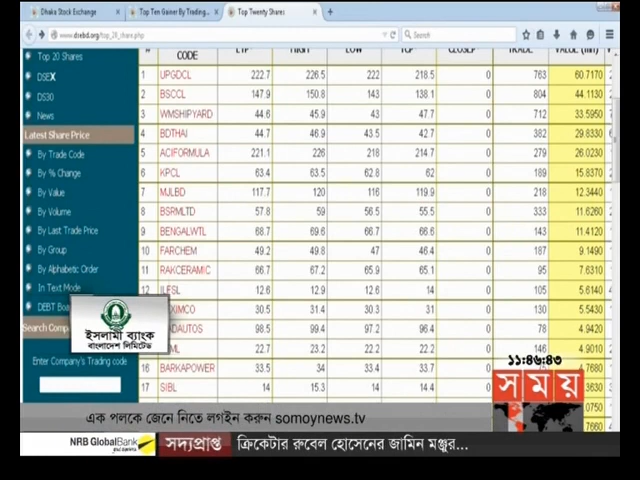 Dhaka Stock Exchange
Top Ten Gainer By Trading...
Top Twenty Shares
www.dsebd.org/top_20_share.php
Search
# CODE LTP HIGH LOW YCP CLOSEP TRADE VALUE (mn)
Top 20 Shares
DSEX
DS30
News
Latest Share Price
By Trade Code
By % Change
By Value
By Volume
By Last Trade Price
By Group
By Alphabetic Order
In Text Mode
DEBT Boa
Search Comp
Enter Company's Trading code
1 UPGDCL 222.7 226.5 222 218.5 0 763 60.7170
2 BSCCL 147.9 150.8 143 138.1 0 804 44.1130
3 WMSHIPYARD 44.6 45.9 43 47.7 0 712 33.5950
4 BDTHAI 44.7 46.9 43.5 42.7 0 382 29.8330
5 ACIFORMULA 221.1 226 218 214.7 0 279 26.0230
6 KPCL 63.4 63.5 62.8 62 0 189 15.8370
7 MJLBD 117.7 120 116 119.9 0 218 12.3440
8 BSRMLTD 57.8 59 56.5 55.5 0 333 11.6260
9 BENGALWTL 68.7 69.6 66.7 66.6 0 143 11.4120
10 FARCHEM 49.2 49.8 47 46.4 0 187 9.1490
11 RAKCERAMIC 66.7 67.2 65.9 65.1 0 95 7.6310
12 ILFSL 12.6 12.9 12.6 14 0 105 5.6140
XIMCO 30.5 31.4 30.3 31 0 130 5.5430
ADAUTOS 98.5 99.4 97.2 96.4 0 78 4.9420
ML 22.7 23.2 22.2 22.2 0 146 4.9010
16 BARKAPOWER 33.5 34 33.4 33.7 0 4.7680
17 SIBL 14 15.3 14 14.4 0 3630
0750
7660
ইসলামী ব্যাংক
বাংলাদেশ লিমিটেড
১১:৪৬:৪৩
সময়
এক পলকে জেনে নিতে লগইন করুন somoynews.tv
NRB GlobalBank
সদ্যপ্রাপ্ত
ক্রিকেটার রুবেল হোসেনের জামিন মঞ্জুর...